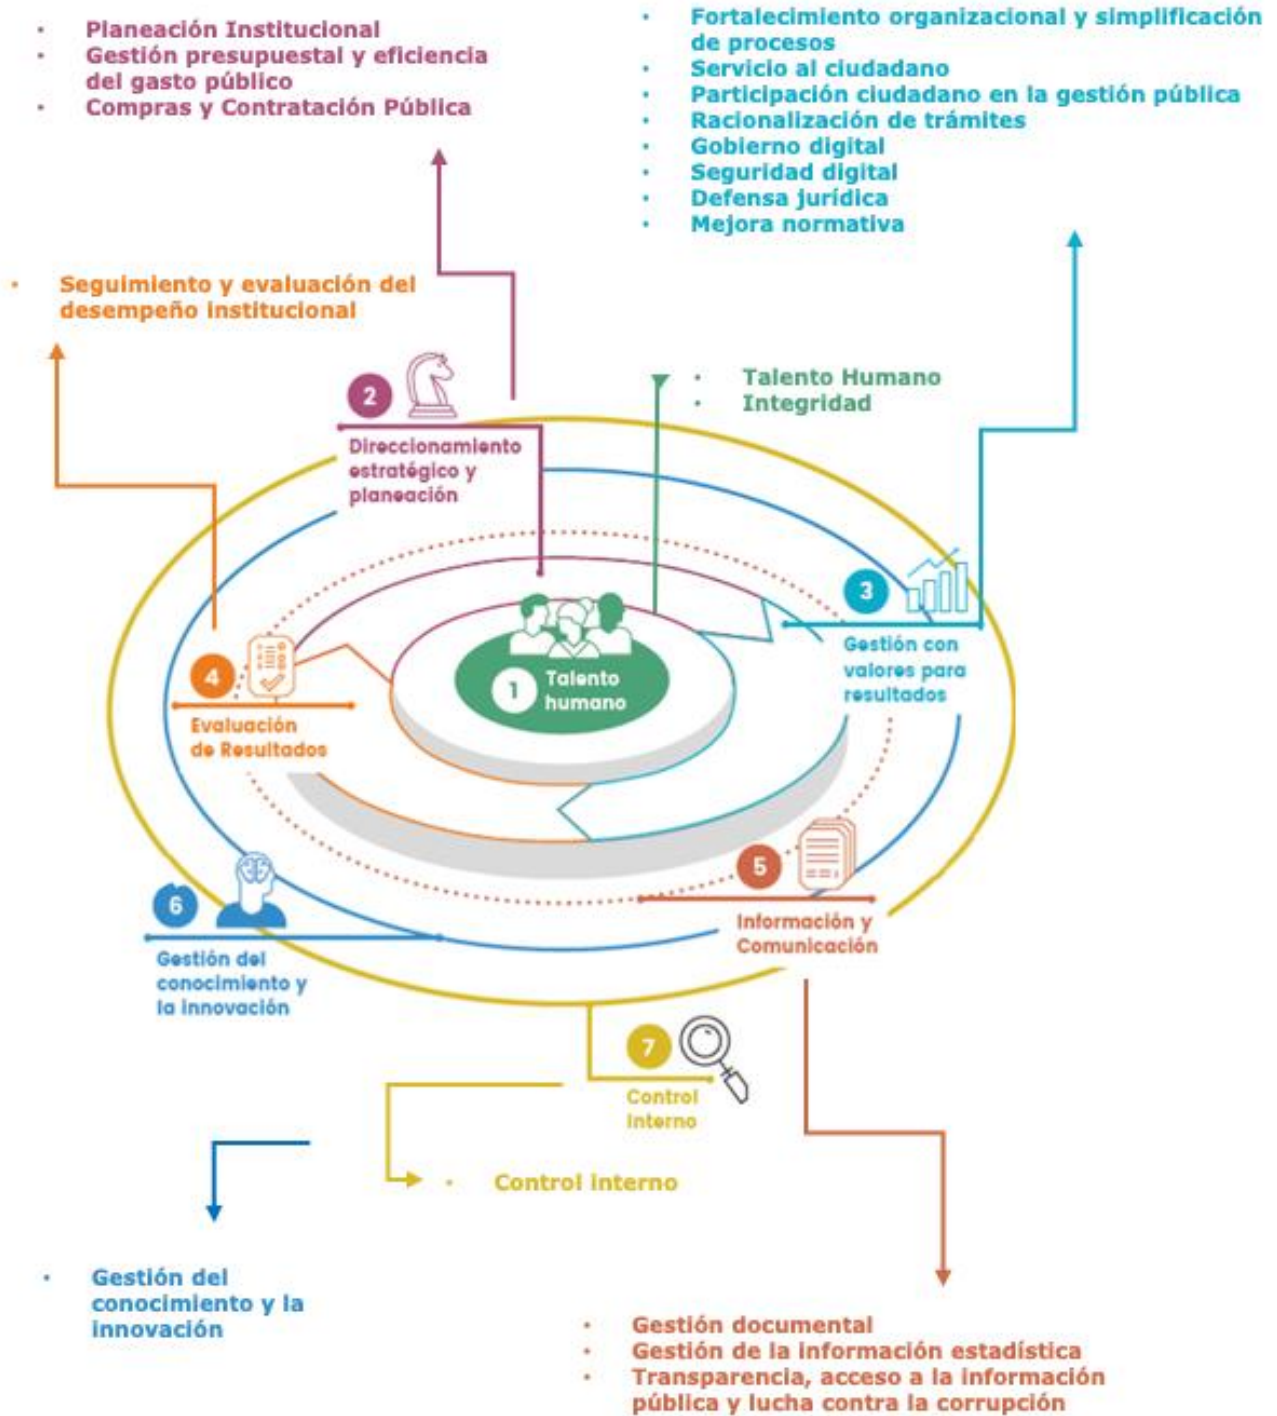 • Planeación Institucional
• Gestión presupuestal y eficiencia
del gasto público
• Compras y Contratación Pública
• Fortalecimiento organizacional y simplificación
de procesos
• Servicio al ciudadano
• Participación ciudadano en la gestión pública
• Racionalización de trámites
• Gobierno digital
• Seguridad digital
• Defensa jurídica
• Mejora normativa
• Seguimiento y evaluación del
desempeño institucional
• Talento Humano
• Integridad
2
Direccionamiento
estratégico y
planeación
3
Gestión con
valores para
resultados
1
Talento
humano
4
Evaluación
de Resultados
5
Información y
Comunicación
6
Gestión del
conocimiento y
la innovación
7
Control
Interno
• Control interno
• Gestión del
conocimiento y la
innovación
• Gestión documental
• Gestión de la información estadística
• Transparencia, acceso a la información
pública y lucha contra la corrupción